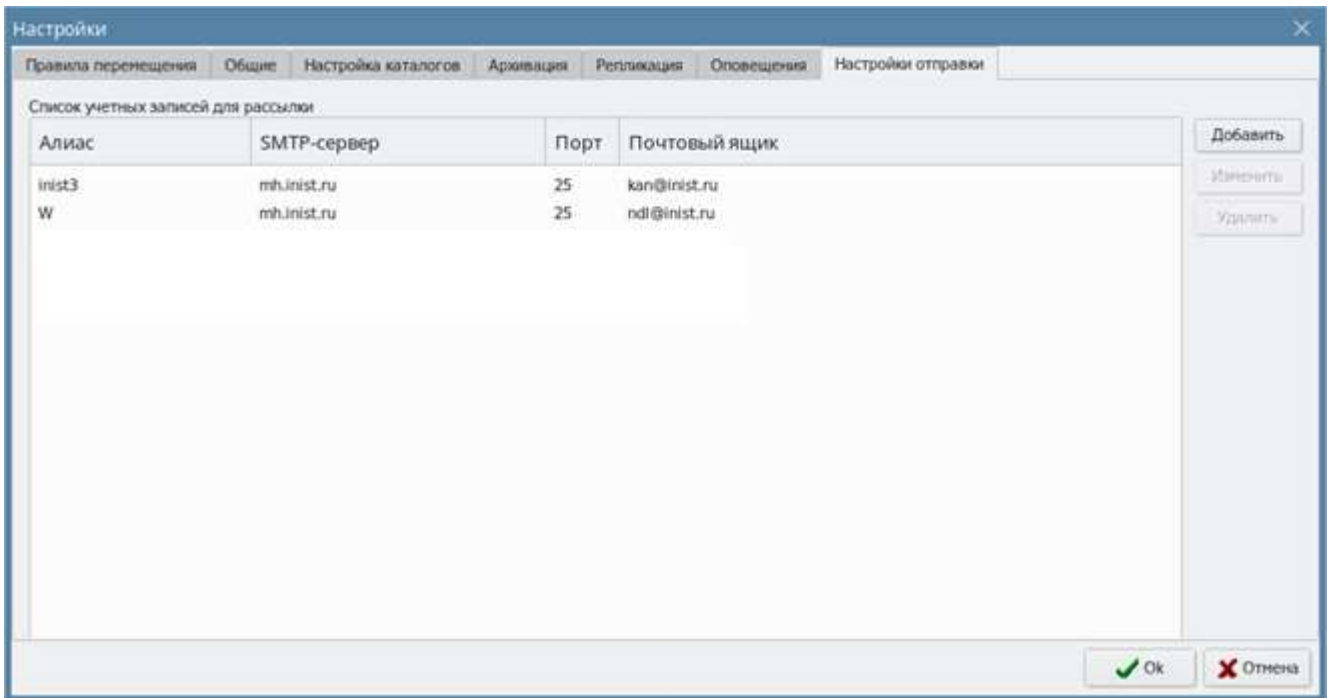 Настройки
Правила перемещения Общие Настройка каталогов Архивация Репликация Оповещения Настройки отправки
Список учетных записей для рассылки
Алиас SMTP-сервер Порт Почтовый ящик
inist3 mh.inist.ru 25 kan@inist.ru
W mh.inist.ru 25 ndl@inist.ru
Добавить
Изменить
Удалить
Ok Отмена